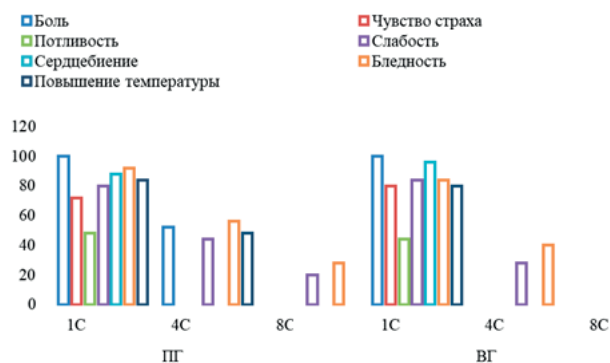 Боль Чувство страха
Потливость Слабость
Сердцебиение Бледность
Повышение температуры
120
100
80
60
40
20
0
1С 4С 8С 1С 4С 8С
ПГ ВГ